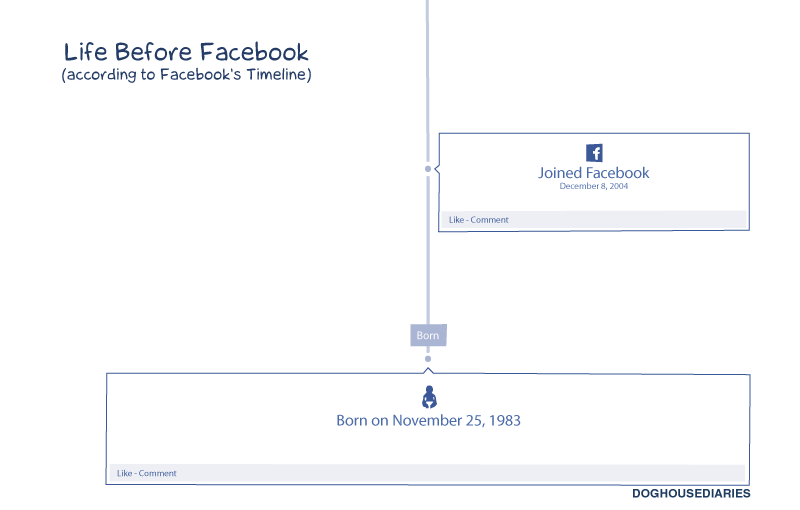 Life Before Facebook
(according to Facebook's Timeline)
Joined Facebook
December 8, 2004
Like - Comment
Born
Born on November 25, 1983
Like - Comment
DOGHOUSEDIARIES